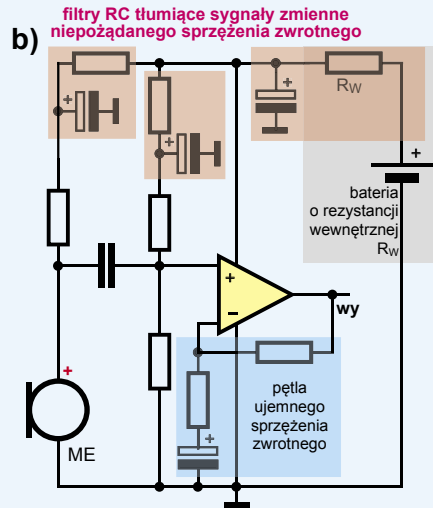 filtry RC tłumiące sygnały zmienne
niepożądanego sprzężenia zwrotnego
b)
+
+
+
RW
+
bateria
o rezystancji
wewnętrznej
RW
+
–
wy
+
ME
+
pętla
ujemnego
sprzężenia
zwrotnego